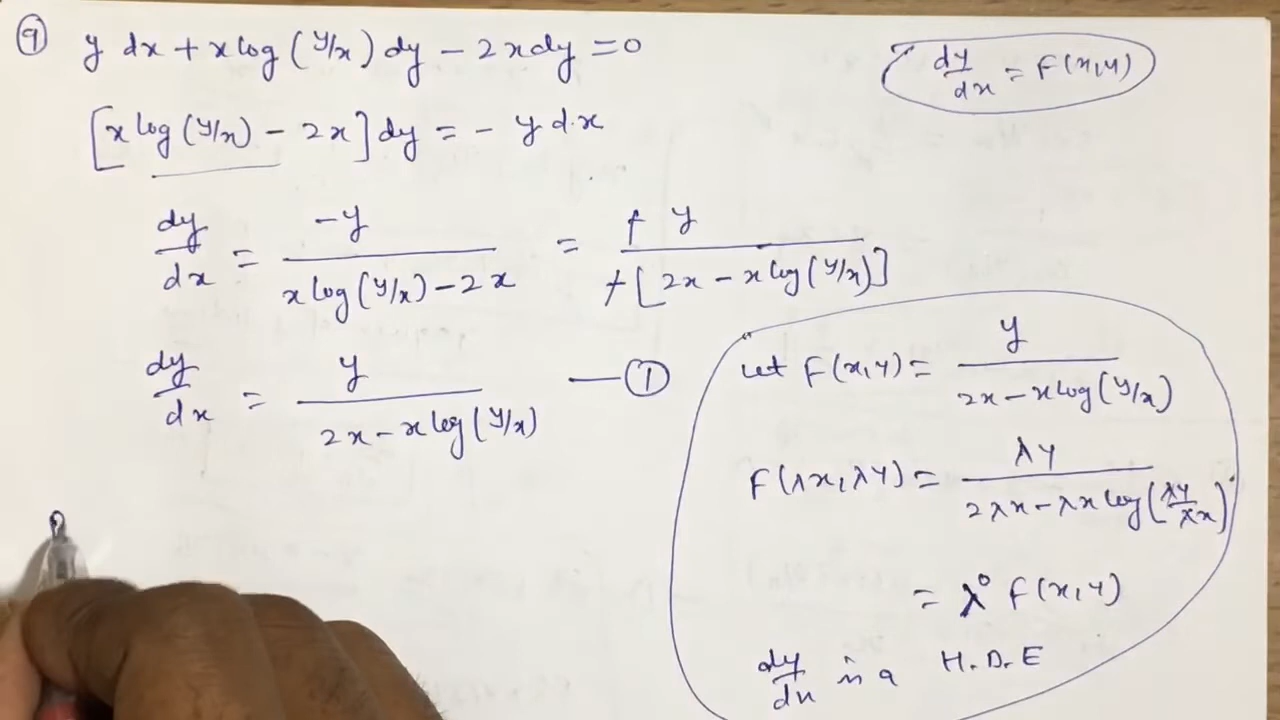 ⑨ y dx + x log (y/x) dy - 2x dy = 0
dy/dx = F(x,y)
[x log(y/x) - 2x] dy = - y dx
dy/dx = -y / (x log(y/x) - 2x) = - y / (-[2x - x log(y/x)])
dy/dx = y / (2x - x log(y/x)) — ①
Let F(x,y) = y / (2x - x log(y/x))
F(λx, λy) = λy / (2λx - λx log(λy/λx))
= λ⁰ F(x,y)
dy/dx is a H.D.E